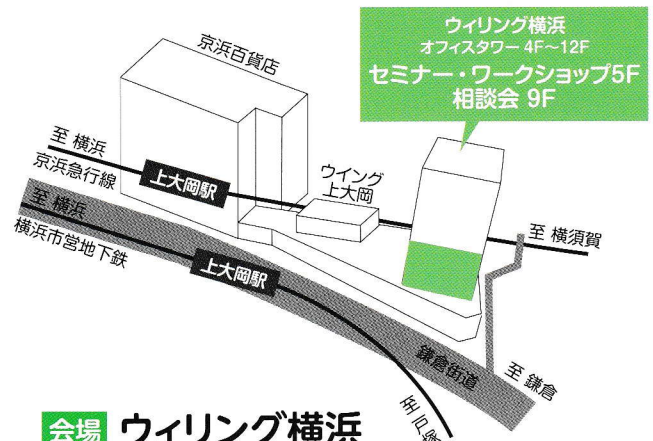 ウィリング横浜
オフィスタワー 4F～12F
セミナー・ワークショップ5F
相談会 9F
京浜百貨店
至 横浜
京浜急行線
上大岡駅
ウイング
上大岡
至 横須賀
至 横浜
横浜市営地下鉄
上大岡駅
鎌倉街道
至 鎌倉
至 戸塚
会場 ウィリング横浜